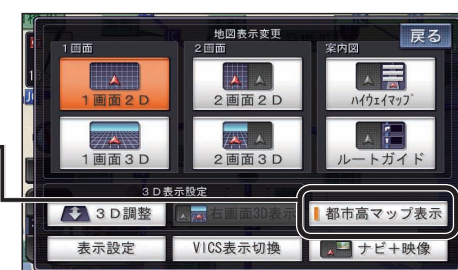 地図表示変更
戻る
1画面
2画面
案内図
1画面2D
2画面2D
ﾊｲｳｪｲﾏｯﾌﾟ
1画面3D
2画面3D
ルートガイド
3D表示設定
3D調整
右画面3D表示
都市高マップ表示
表示設定
VICS表示切換
ナビ+映像